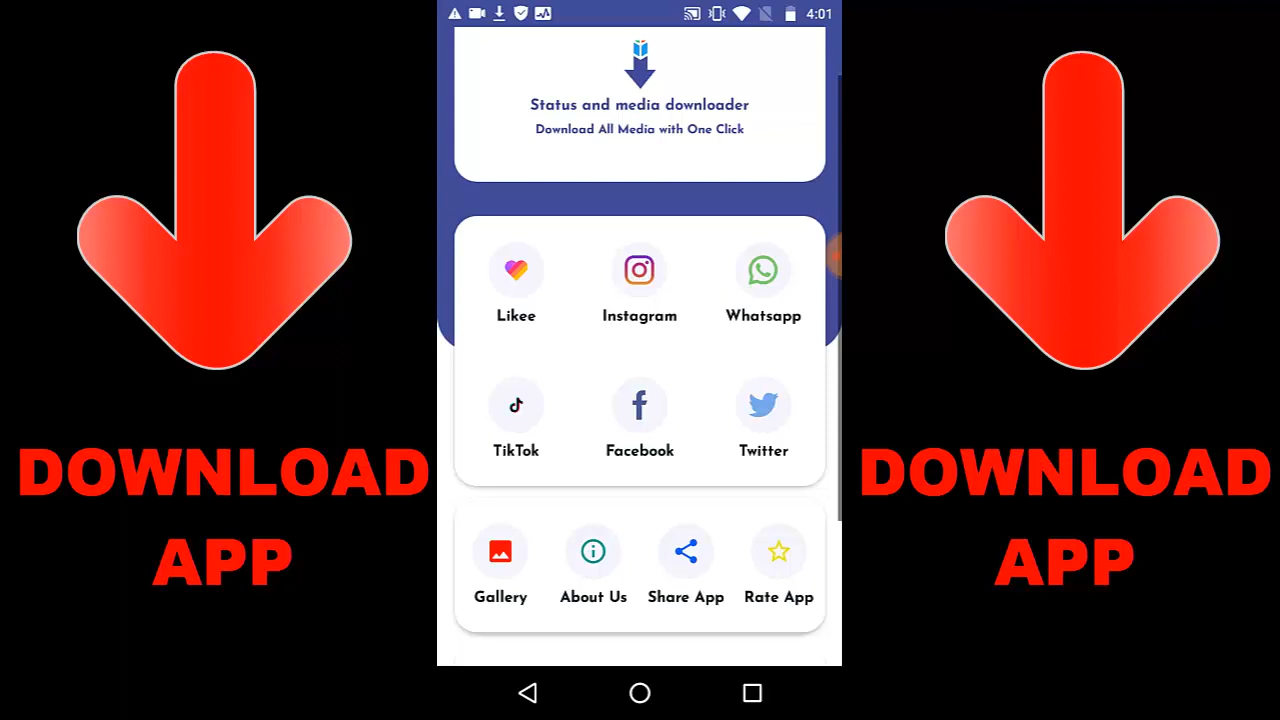 4:01
Status and media downloader
Download All Media with One Click
Likee
Instagram
Whatsapp
TikTok
Facebook
Twitter
Gallery
About Us
Share App
Rate App
DOWNLOAD
APP
DOWNLOAD
APP